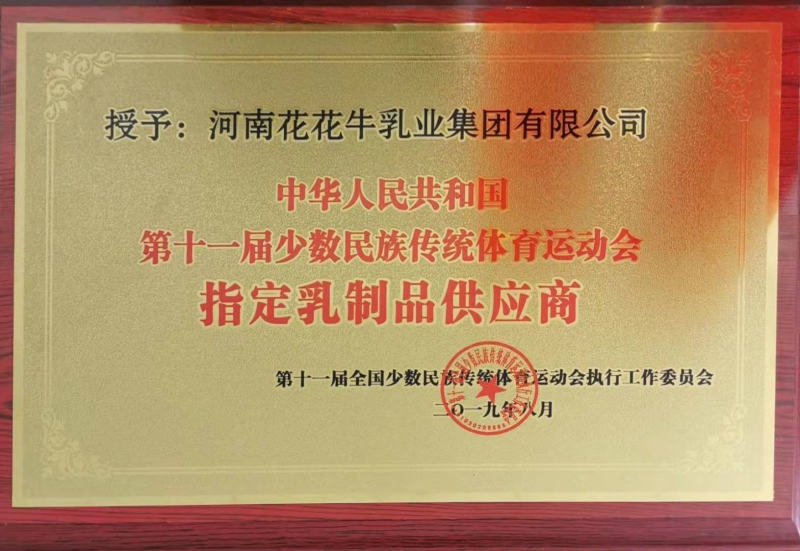 授予：河南花花牛乳业集团有限公司
中华人民共和国
第十一届少数民族传统体育运动会
指定乳制品供应商
第十一届全国少数民族传统体育运动会执行工作委员会
二〇一九年八月